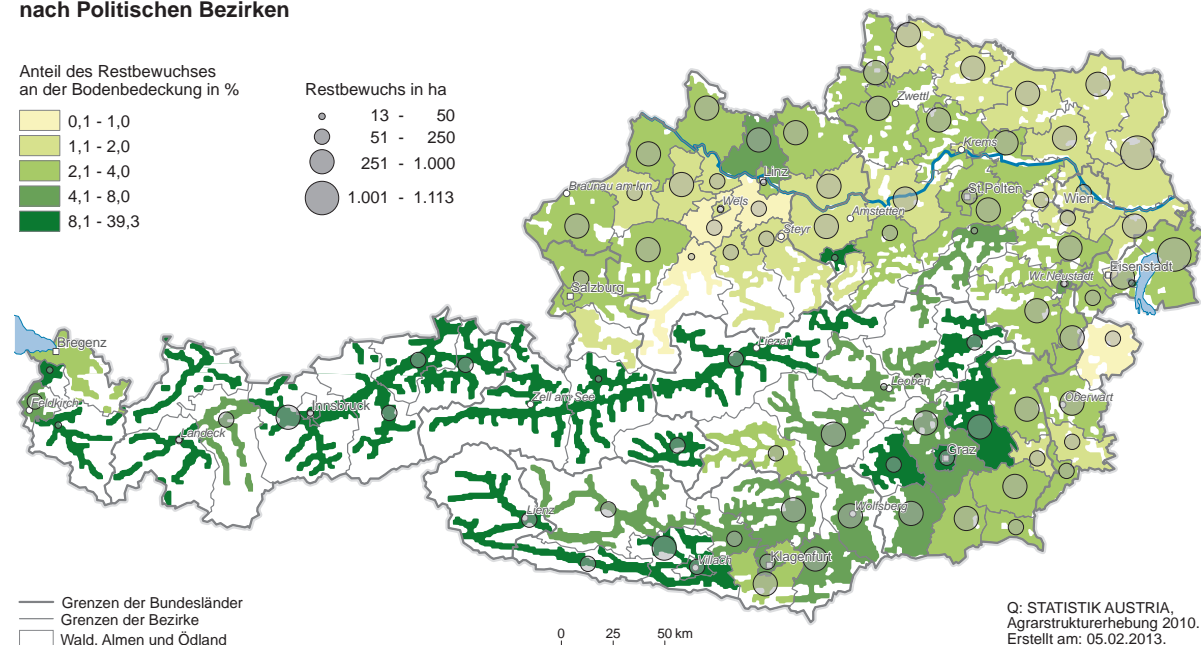 nach Politischen Bezirken
Anteil des Restbewuchses
an der Bodenbedeckung in %
0,1 - 1,0
1,1 - 2,0
2,1 - 4,0
4,1 - 8,0
8,1 - 39,3
Restbewuchs in ha
13 - 50
51 - 250
251 - 1.000
1.001 - 1.113
Zwettl
Krems
Linz
Braunau am Inn
Wels
St.Pölten
Wien
Amstetten
Steyr
Eisenstadt
Wr.Neustadt
Salzburg
Bregenz
Liezen
Leoben
Feldkirch
Innsbruck
Zell am See
Oberwart
Landeck
Graz
Lienz
Wolfsberg
Villach
Klagenfurt
Grenzen der Bundesländer
Grenzen der Bezirke
Wald, Almen und Ödland
0 25 50 km
Q: STATISTIK AUSTRIA,
Agrarstrukturerhebung 2010.
Erstellt am: 05.02.2013.